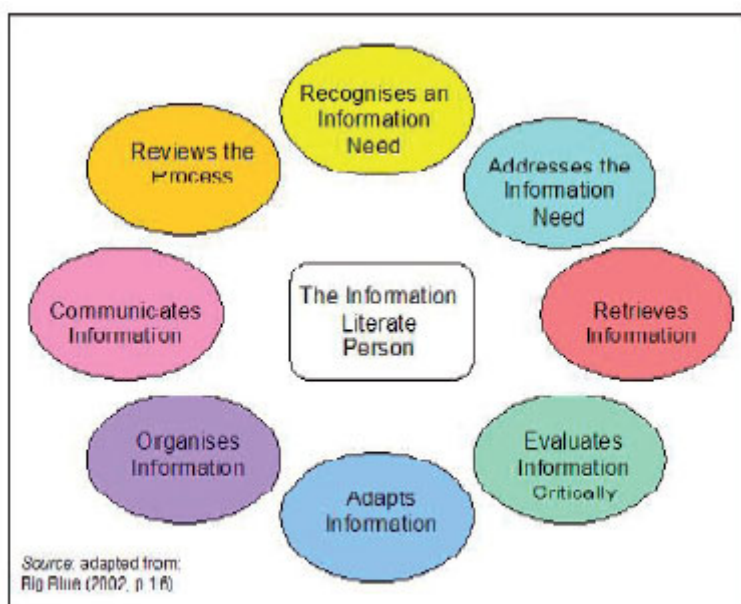 Recognises an
Information
Need
Addresses the
Information
Need
Retrieves
Information
Evaluates
Information
Critically
Adapts
Information
Organises
Information
Communicates
Information
Reviews the
Process
The Information
Literate
Person
Source: adapted from:
Big Blue (2002, p.16)